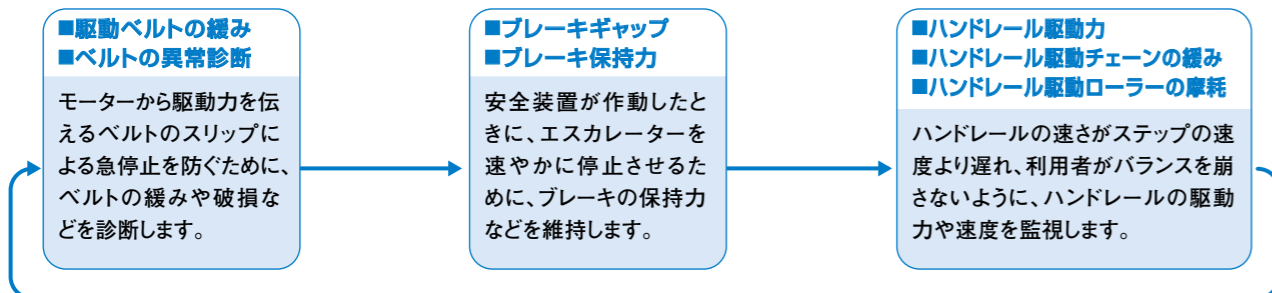 ■駆動ベルトの緩み
■ベルトの異常診断
モーターから駆動力を伝
えるベルトのスリップに
よる急停止を防ぐために、
ベルトの緩みや破損な
どを診断します。
■ブレーキギャップ
■ブレーキ保持力
安全装置が作動したと
きに、エスカレーターを
速やかに停止させるた
めに、ブレーキの保持力
などを維持します。
■ハンドレール駆動力
■ハンドレール駆動チェーンの緩み
■ハンドレール駆動ローラーの摩耗
ハンドレールの速さがステップの速
度より遅れ、利用者がバランスを崩
さないように、ハンドレールの駆動
力や速度を監視します。